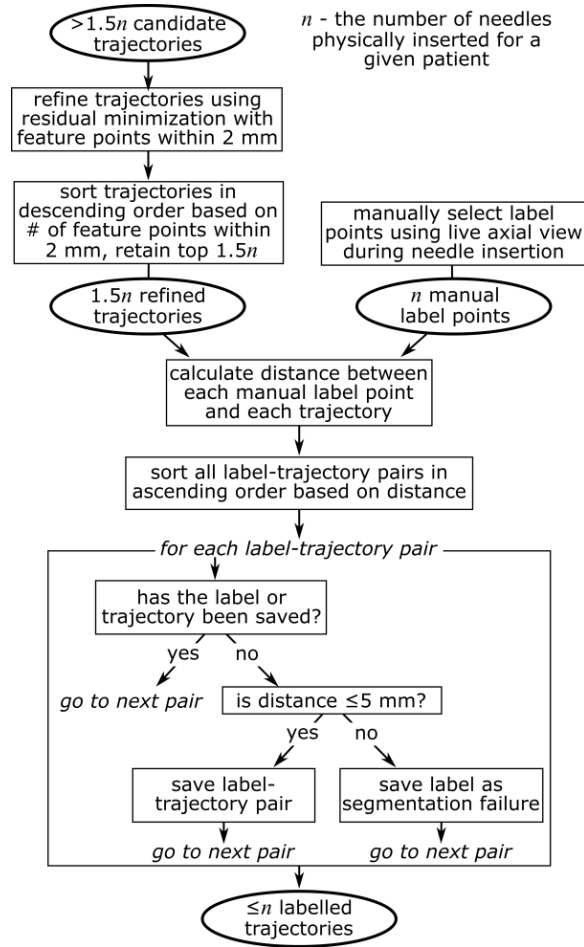 >1.5n candidate
trajectories
n - the number of needles
physically inserted for a
given patient
refine trajectories using
residual minimization with
feature points within 2 mm
sort trajectories in
descending order based on
# of feature points within
2 mm, retain top 1.5n
manually select label
points using live axial view
during needle insertion
1.5n refined
trajectories
n manual
label points
calculate distance between
each manual label point
and each trajectory
sort all label-trajectory pairs in
ascending order based on distance
for each label-trajectory pair
has the label or
trajectory been saved?
yes
no
go to next pair
is distance ≤5 mm?
yes
no
save label-
trajectory pair
save label as
segmentation failure
go to next pair
go to next pair
≤n labelled
trajectories